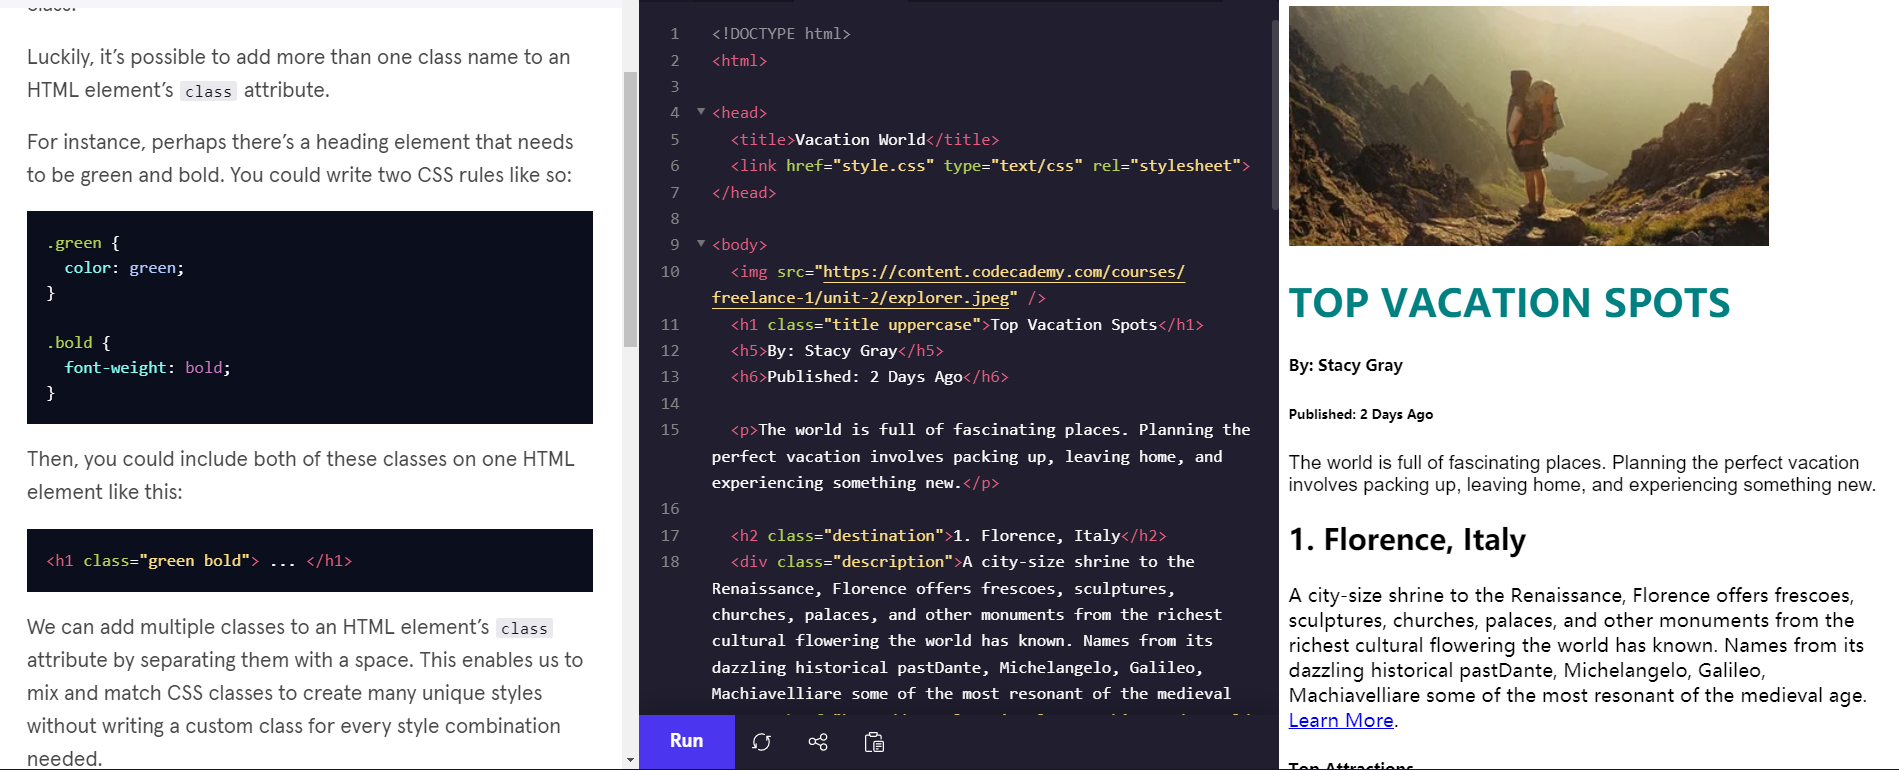 class.
Luckily, it’s possible to add more than one class name to an
HTML element’s class attribute.
For instance, perhaps there’s a heading element that needs
to be green and bold. You could write two CSS rules like so:
.green {
color: green;
}
.bold {
font-weight: bold;
}
Then, you could include both of these classes on one HTML
element like this:
<h1 class="green bold"> ... </h1>
We can add multiple classes to an HTML element’s class
attribute by separating them with a space. This enables us to
mix and match CSS classes to create many unique styles
without writing a custom class for every style combination
needed.
1 <!DOCTYPE html>
2 <html>
3
4 <head>
5 <title>Vacation World</title>
6 <link href="style.css" type="text/css" rel="stylesheet">
7 </head>
8
9 <body>
10 <img src="https://content.codecademy.com/courses/
freelance-1/unit-2/explorer.jpeg" />
11 <h1 class="title uppercase">Top Vacation Spots</h1>
12 <h5>By: Stacy Gray</h5>
13 <h6>Published: 2 Days Ago</h6>
14
15 <p>The world is full of fascinating places. Planning the
perfect vacation involves packing up, leaving home, and
experiencing something new.</p>
16
17 <h2 class="destination">1. Florence, Italy</h2>
18 <div class="description">A city-size shrine to the
Renaissance, Florence offers frescoes, sculptures,
churches, palaces, and other monuments from the richest
cultural flowering the world has known. Names from its
dazzling historical pastDante, Michelangelo, Galileo,
Machiavelliare some of the most resonant of the medieval
Run
TOP VACATION SPOTS
By: Stacy Gray
Published: 2 Days Ago
The world is full of fascinating places. Planning the perfect vacation
involves packing up, leaving home, and experiencing something new.
1. Florence, Italy
A city-size shrine to the Renaissance, Florence offers frescoes,
sculptures, churches, palaces, and other monuments from the
richest cultural flowering the world has known. Names from its
dazzling historical pastDante, Michelangelo, Galileo,
Machiavelliare some of the most resonant of the medieval age.
Learn More.
Top Attractions